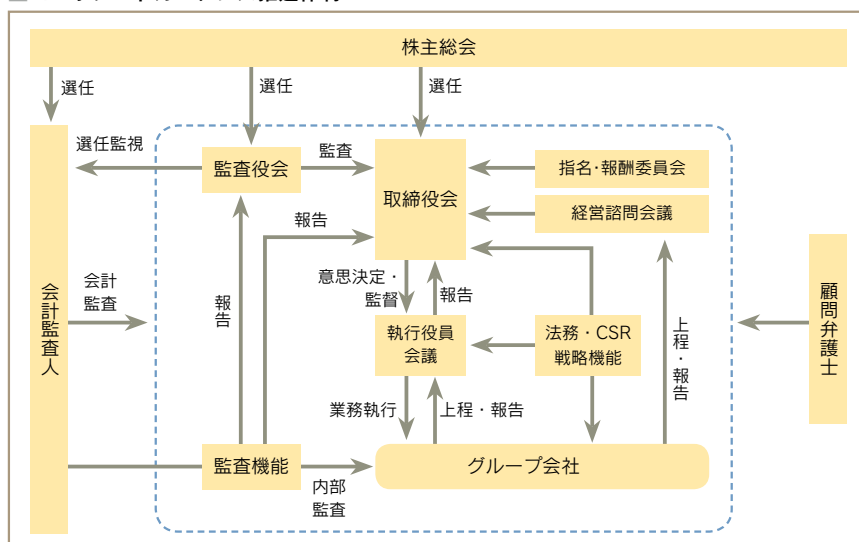 株主総会
選任
選任
選任
選任監視
監査役会
監査
取締役会
指名・報酬委員会
経営諮問会議
報告
会計
監査
会計監査人
報告
意思決定・
監督
報告
執行役員
会議
法務・CSR
戦略機能
上程・報告
顧問弁護士
業務執行
上程・報告
監査機能
内部
監査
グループ会社